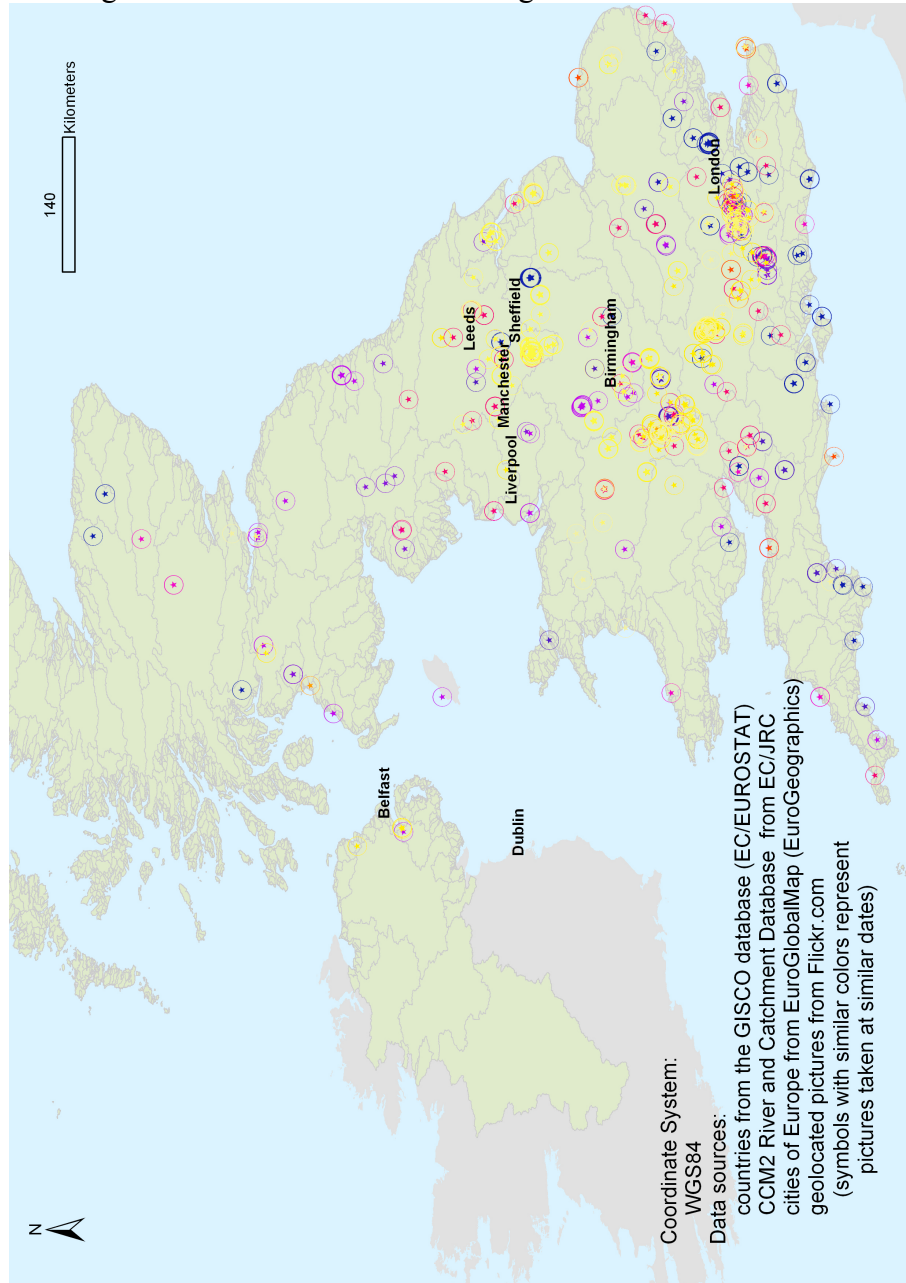 N
140
Kilometers
Belfast
Dublin
Leeds
Manchester
Sheffield
Liverpool
Birmingham
London
Coordinate System:
WGS84
Data sources:
countries from the GISCO database (EC/EUROSTAT)
CCM2 River and Catchment Database from EC/JRC
cities of Europe from EuroGlobalMap (EuroGeographics)
geolocated pictures from Flickr.com
(symbols with similar colors represent
pictures taken at similar dates)